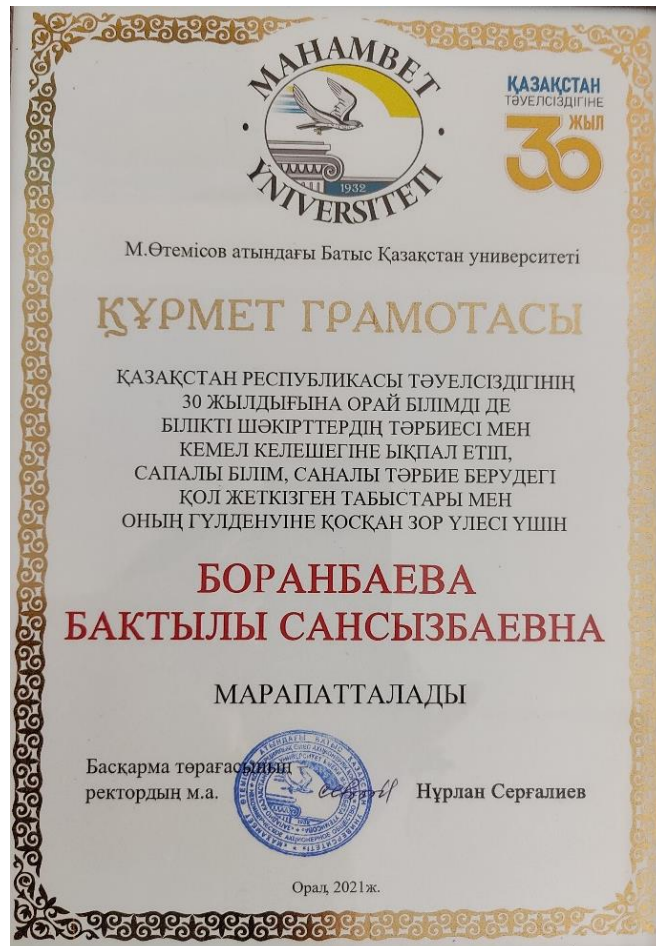 МАХАМБЕТ
УНИВЕРСИТЕТІ
1932
ҚАЗАҚСТАН
ТӘУЕЛСІЗДІГІНЕ
30 ЖЫЛ
М.Өтемісов атындағы Батыс Қазақстан университеті
ҚҰРМЕТ ГРАМОТАСЫ
ҚАЗАҚСТАН РЕСПУБЛИКАСЫ ТӘУЕЛСІЗДІГІНІҢ
30 ЖЫЛДЫҒЫНА ОРАЙ БІЛІМДІ ДЕ
БІЛІКТІ ШӘКІРТТЕРДІҢ ТӘРБИЕСІ МЕН
КЕМЕЛ КЕЛЕШЕГІНЕ ЫҚПАЛ ЕТІП,
САПАЛЫ БІЛІМ, САНАЛЫ ТӘРБИЕ БЕРУДЕГІ
ҚОЛ ЖЕТКІЗГЕН ТАБЫСТАРЫ МЕН
ОНЫҢ ГҮЛДЕНУІНЕ ҚОСҚАН ЗОР ҮЛЕСІ ҮШІН
БОРАНБАЕВА
БАКТЫЛЫ САНСЫЗБАЕВНА
МАРАПАТТАЛАДЫ
Басқарма төрағасының
ректордың м.а. Нұрлан Серғалиев
Орал, 2021ж.